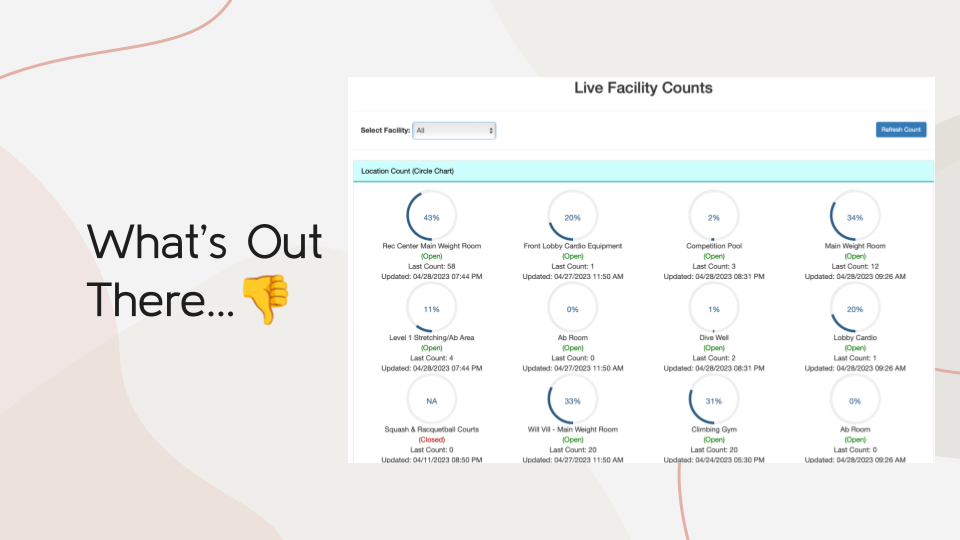 What's Out
There...
Live Facility Counts
Select Facility: All
Refresh Count
Location Count (Circle Chart)
43%
Rec Center Main Weight Room
(Open)
Last Count: 58
Updated: 04/28/2023 07:44 PM
20%
Front Lobby Cardio Equipment
(Open)
Last Count: 1
Updated: 04/27/2023 11:50 AM
2%
Competition Pool
(Open)
Last Count: 3
Updated: 04/28/2023 08:31 PM
34%
Main Weight Room
(Open)
Last Count: 12
Updated: 04/28/2023 09:26 AM
11%
Level 1 Stretching/Ab Area
(Open)
Last Count: 4
Updated: 04/28/2023 07:44 PM
0%
Ab Room
(Open)
Last Count: 0
Updated: 04/27/2023 11:50 AM
1%
Dive Well
(Open)
Last Count: 2
Updated: 04/28/2023 08:31 PM
20%
Lobby Cardio
(Open)
Last Count: 1
Updated: 04/28/2023 09:26 AM
NA
Squash & Racquetball Courts
(Closed)
Last Count: 0
Updated: 04/11/2023 08:50 PM
33%
Will Vill - Main Weight Room
(Open)
Last Count: 20
Updated: 04/27/2023 11:50 AM
31%
Climbing Gym
(Open)
Last Count: 20
Updated: 04/24/2023 05:30 PM
0%
Ab Room
(Open)
Last Count: 0
Updated: 04/28/2023 09:26 AM